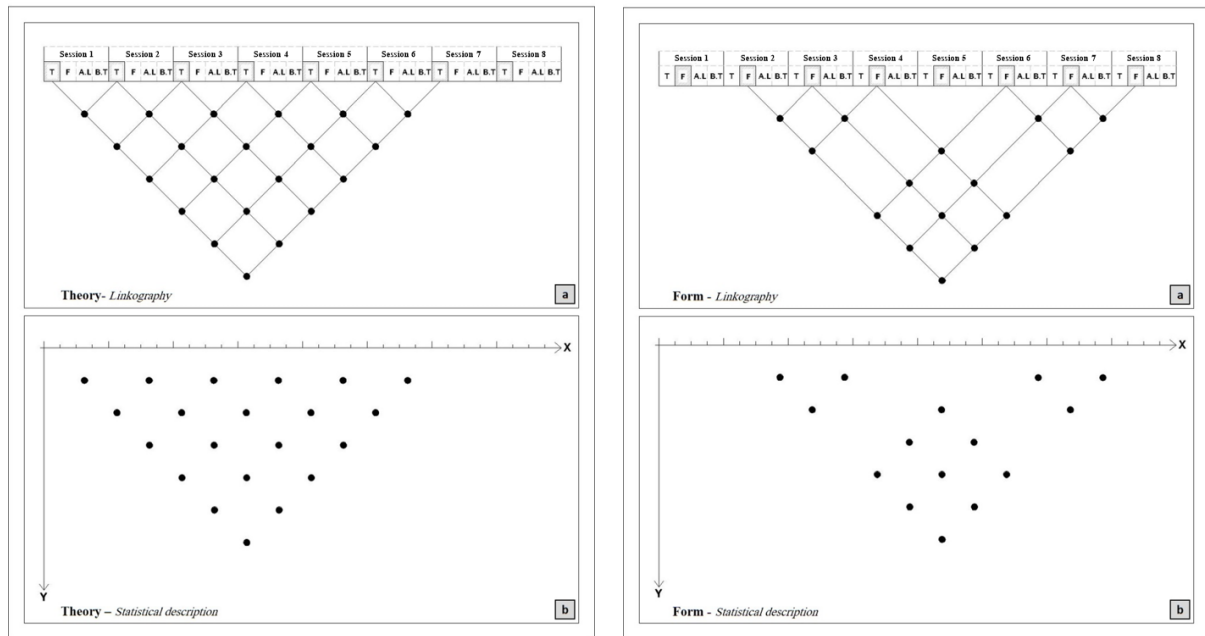 Session 1 Session 2 Session 3 Session 4 Session 5 Session 6 Session 7 Session 8
T F A.L B.T T F A.L B.T T F A.L B.T T F A.L B.T T F A.L B.T T F A.L B.T T F A.L B.T T F A.L B.T
Theory- Linkography
a
X
Y
Theory – Statistical description
b
Session 1 Session 2 Session 3 Session 4 Session 5 Session 6 Session 7 Session 8
T F A.L B.T T F A.L B.T T F A.L B.T T F A.L B.T T F A.L B.T T F A.L B.T T F A.L B.T T F A.L B.T
Form - Linkography
a
X
Y
Form - Statistical description
b